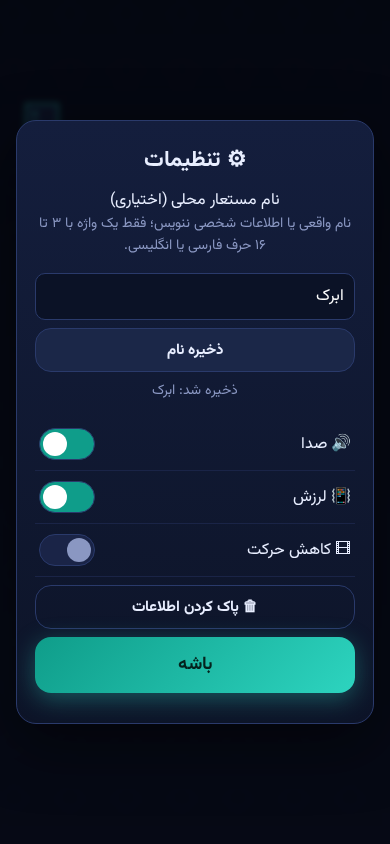 ⚙ تنظیمات
نام مستعار محلی (اختیاری)
نام واقعی یا اطلاعات شخصی ننویس؛ فقط یک واژه با ۳ تا
۱۶ حرف فارسی یا انگلیسی.
ابرک
ذخیره نام
ذخیره شد: ابرک
🔊 صدا
📳 لرزش
🎞 کاهش حرکت
🗑 پاک کردن اطلاعات
باشه